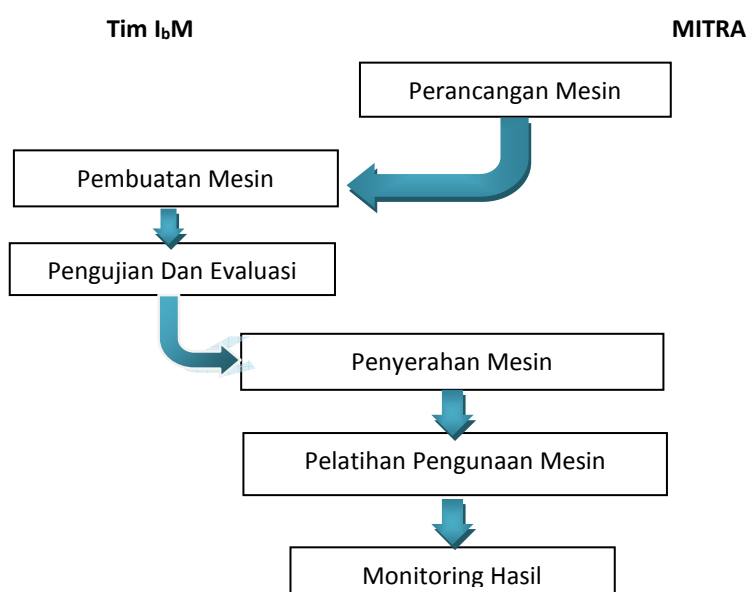 Tim IbM
MITRA
Perancangan Mesin
Pembuatan Mesin
Pengujian Dan Evaluasi
Penyerahan Mesin
Pelatihan Pengunaan Mesin
Monitoring Hasil